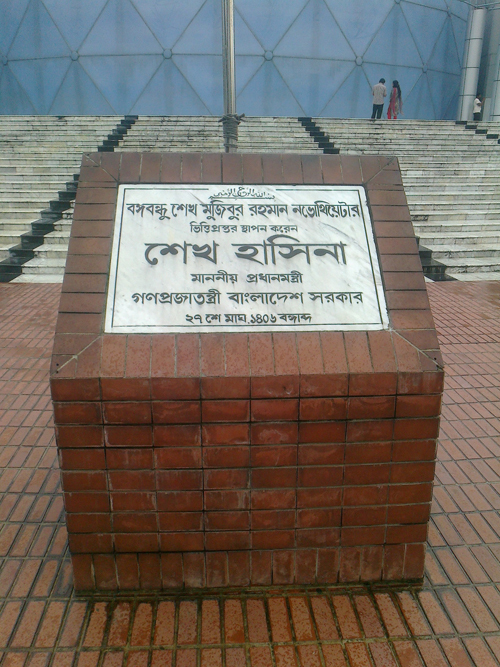 বঙ্গবন্ধু শেখ মুজিবুর রহমান নভোথিয়েটার
ভিত্তিপ্রস্তর স্থাপন করেন
শেখ হাসিনা
মাননীয় প্রধানমন্ত্রী
গণপ্রজাতন্ত্রী বাংলাদেশ সরকার
২৭ শে মাঘ, ১৪০৬ বঙ্গাব্দ